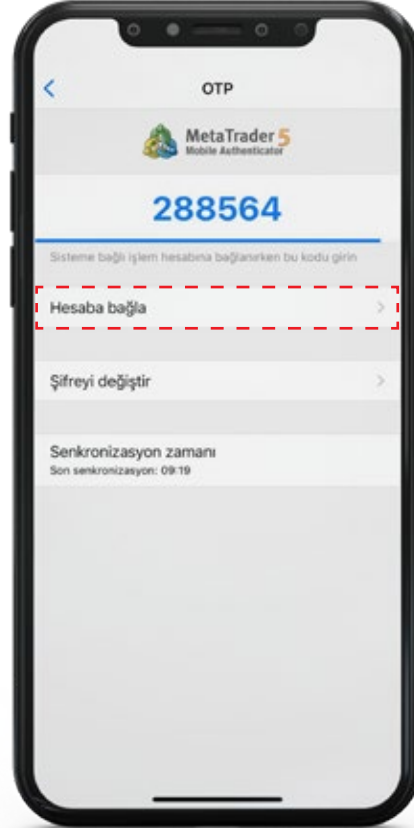 OTP
MetaTrader 5
Mobile Authenticator
288564
Sisteme bağlı işlem hesabına bağlanırken bu kodu girin
Hesaba bağla
Şifreyi değiştir
Senkronizasyon zamanı
Son senkronizasyon: 09:19